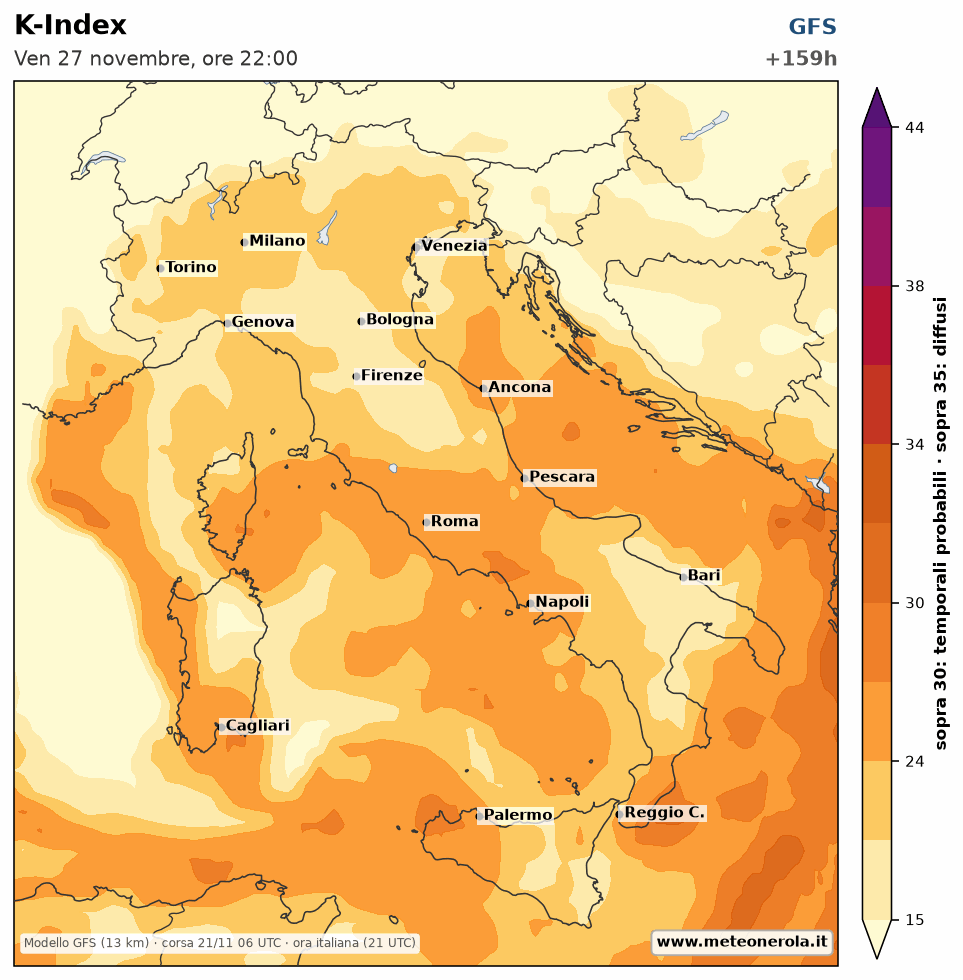 K-Index
GFS
Ven 27 novembre, ore 22:00
+159h
Milano
Venezia
Torino
Genova
Bologna
Firenze
Ancona
Pescara
Roma
Bari
Napoli
Cagliari
Palermo
Reggio C.
44
38
34
30
24
15
sopra 30: temporali probabili · sopra 35: diffusi
Modello GFS (13 km) · corsa 21/11 06 UTC · ora italiana (21 UTC)
www.meteonerola.it